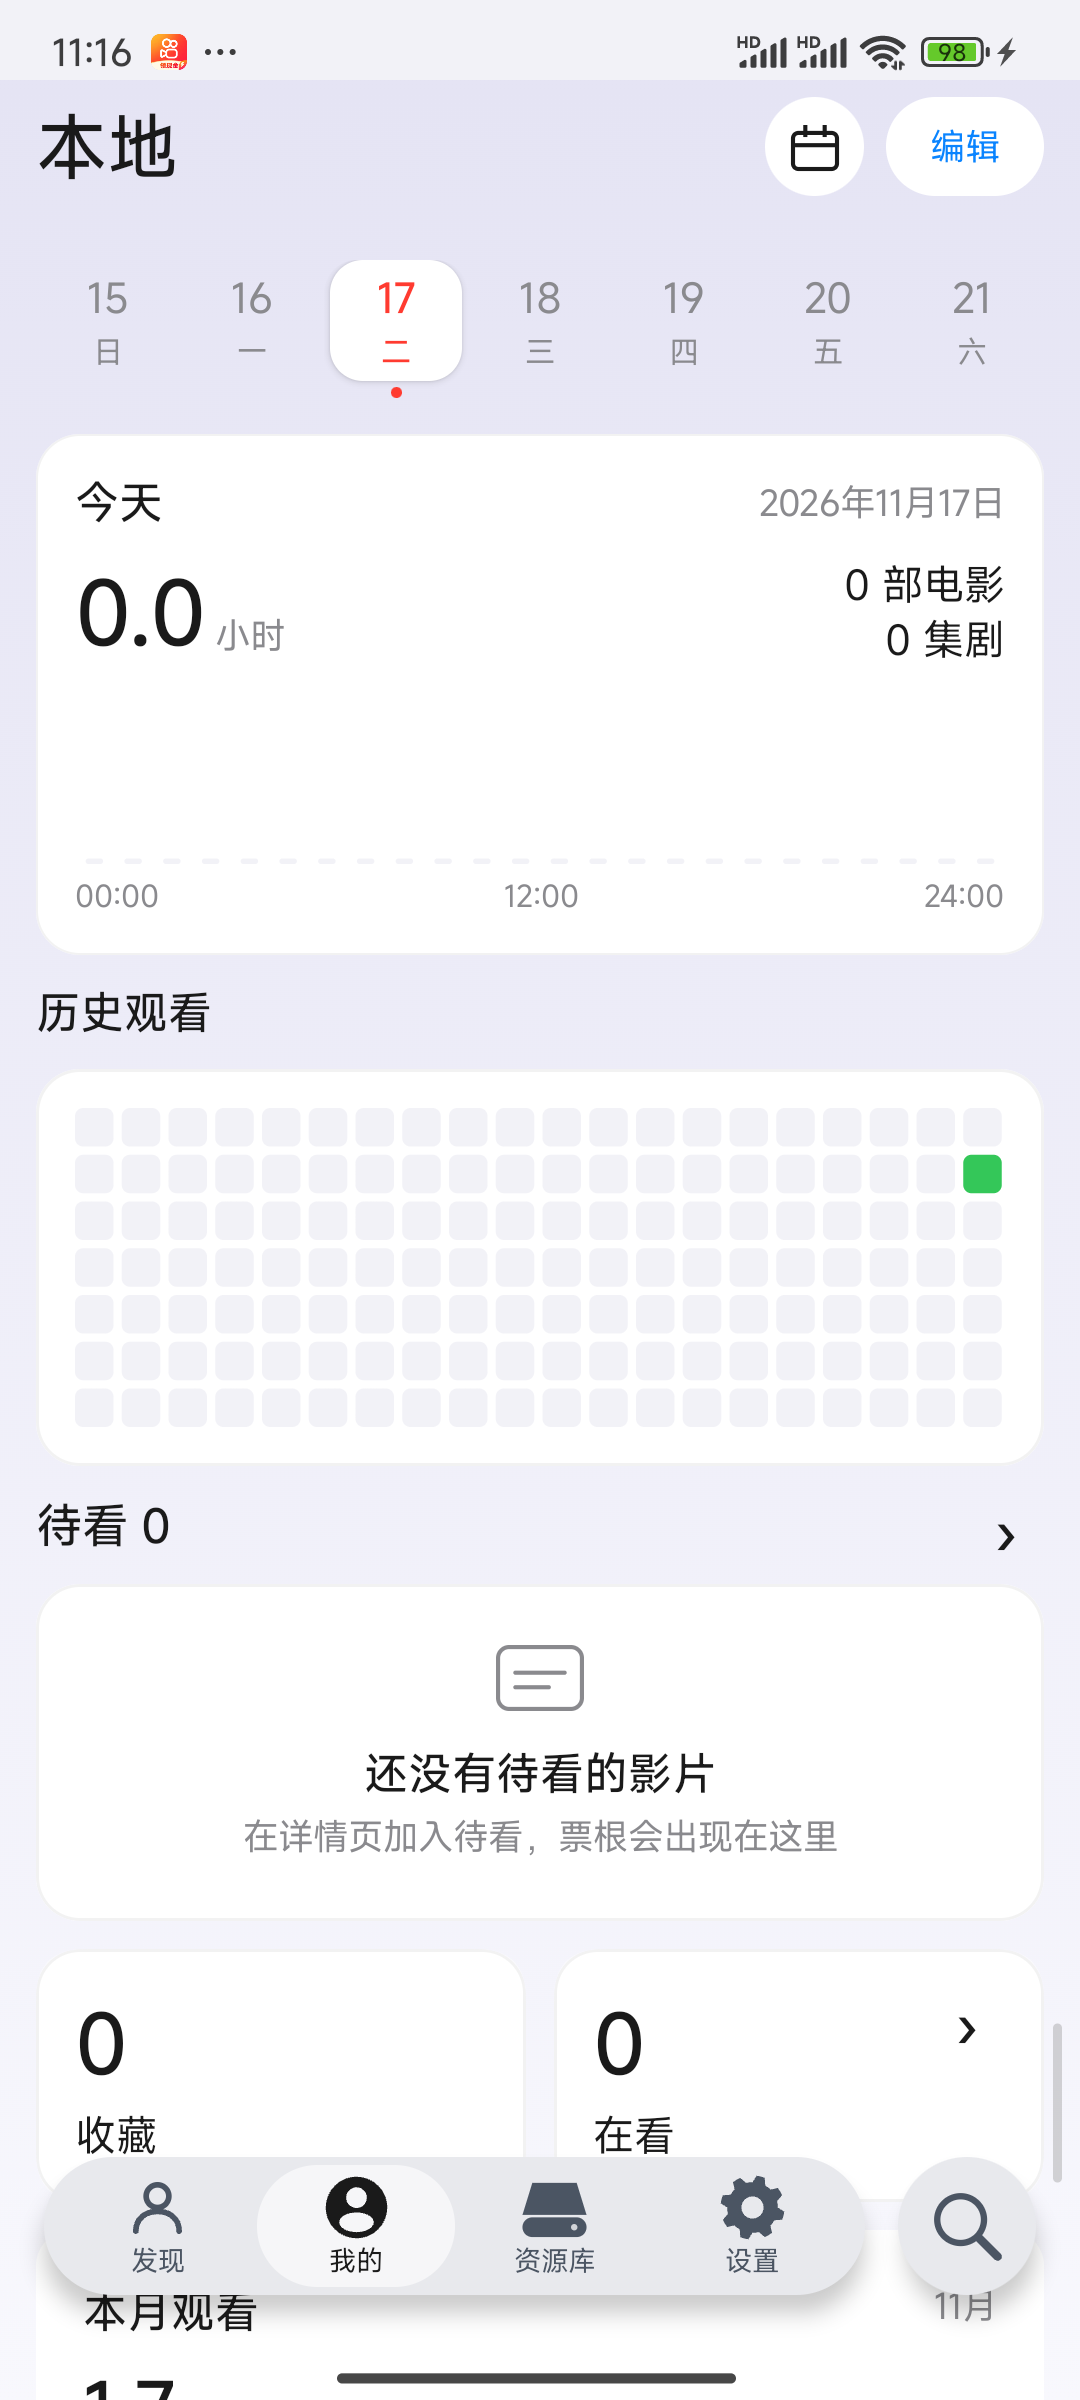 11:16
HD HD 98
本地
编辑
15 16 17 18 19 20 21
日 一 二 三 四 五 六
今天
2026年11月17日
0.0 小时
0 部电影
0 集剧
00:00 12:00 24:00
历史观看
待看 0
还没有待看的影片
在详情页加入待看，票根会出现在这里
0
收藏
0
在看
发现 我的 资源库 设置
本月观看
11月